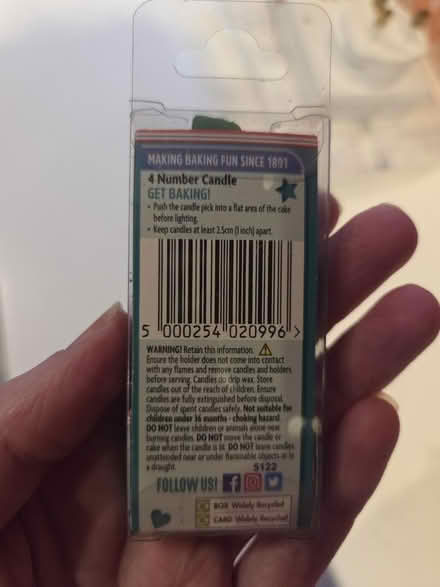 MAKING BAKING FUN SINCE 1891
4 Number Candle
GET BAKING!
• Push the candle pick into a flat area of the cake
before lighting.
• Keep candles at least 2.5cm (1 inch) apart.
5 000254 020996 >
WARNING! Retain this information.
Ensure the holder does not come into contact
with any flames and remove candles and holders
before serving. Candles do drip wax. Store
candles out of the reach of children. Ensure
candles are fully extinguished before disposal.
Dispose of spent candles safely. Not suitable for
children under 36 months - choking hazard.
DO NOT leave children or animals alone near
burning candles. DO NOT move the candle or
cake when the candle is lit. DO NOT leave candles
unattended near or under flammable objects or in
a draught.
S122
FOLLOW US!
BOX Widely Recycled
CARD Widely Recycled